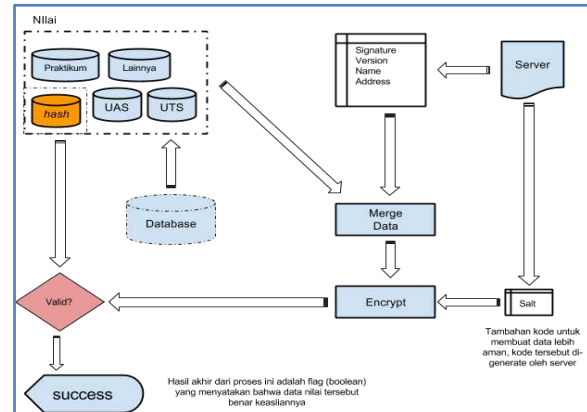 NIlai
Praktikum
Lainnya
hash
UAS
UTS
Database
Signature
Version
Name
Address
Server
Merge
Data
Encrypt
Salt
Valid?
Tambahan kode untuk
membuat data lebih
aman, kode tersebut di-
generate oleh server
success
Hasil akhir dari proses ini adalah flag (boolean)
yang menyatakan bahwa data nilai tersebut
benar keasliannya